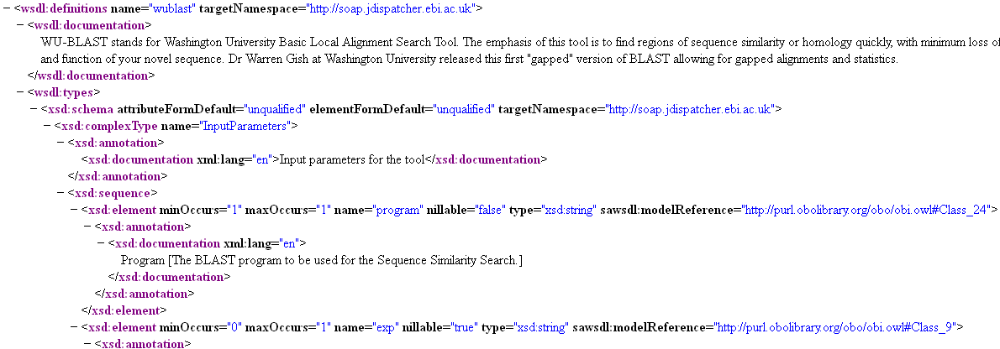 − <wsdl:definitions name="wublast" targetNamespace="http://soap.jdispatcher.ebi.ac.uk">
− <wsdl:documentation>
WU-BLAST stands for Washington University Basic Local Alignment Search Tool. The emphasis of this tool is to find regions of sequence similarity or homology quickly, with minimum loss of
and function of your novel sequence. Dr Warren Gish at Washington University released this first "gapped" version of BLAST allowing for gapped alignments and statistics.
</wsdl:documentation>
− <wsdl:types>
− <xsd:schema attributeFormDefault="unqualified" elementFormDefault="unqualified" targetNamespace="http://soap.jdispatcher.ebi.ac.uk">
− <xsd:complexType name="InputParameters">
− <xsd:annotation>
<xsd:documentation xml:lang="en">Input parameters for the tool</xsd:documentation>
</xsd:annotation>
− <xsd:sequence>
− <xsd:element minOccurs="1" maxOccurs="1" name="program" nillable="false" type="xsd:string" sawsdl:modelReference="http://purl.obolibrary.org/obo/obi.owl#Class_24">
− <xsd:annotation>
− <xsd:documentation xml:lang="en">
Program [The BLAST program to be used for the Sequence Similarity Search.]
</xsd:documentation>
</xsd:annotation>
</xsd:element>
− <xsd:element minOccurs="0" maxOccurs="1" name="exp" nillable="true" type="xsd:string" sawsdl:modelReference="http://purl.obolibrary.org/obo/obi.owl#Class_9">
− <xsd:annotation>